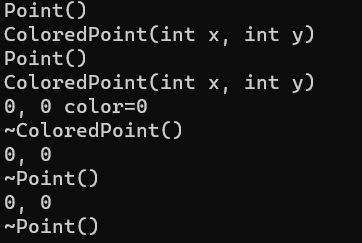 Point()
ColoredPoint(int x, int y)
Point()
ColoredPoint(int x, int y)
0, 0 color=0
~ColoredPoint()
0, 0
~Point()
0, 0
~Point()